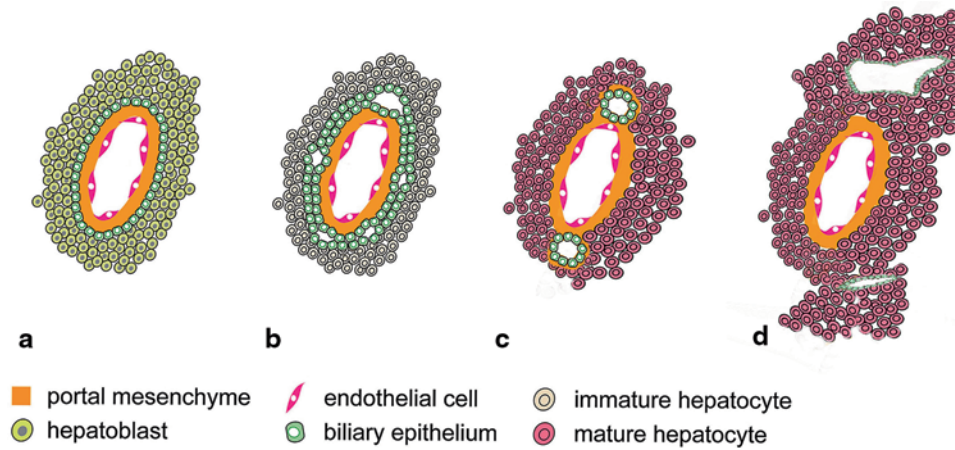 a b c d
portal mesenchyme endothelial cell immature hepatocyte
hepatoblast biliary epithelium mature hepatocyte